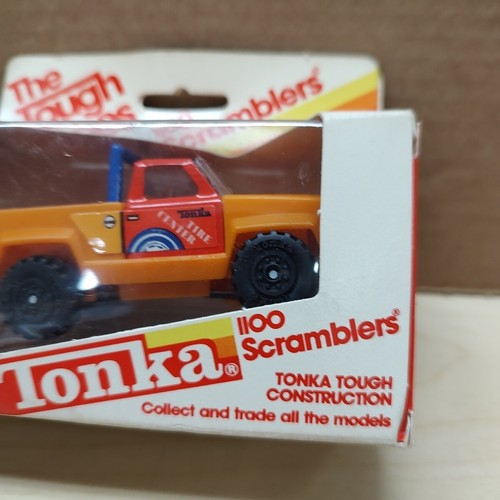 The
Tough
Scramblers®
Tonka
TIRE
CENTER
Tonka®
1100
Scramblers®
TONKA TOUGH
CONSTRUCTION
Collect and trade all the models